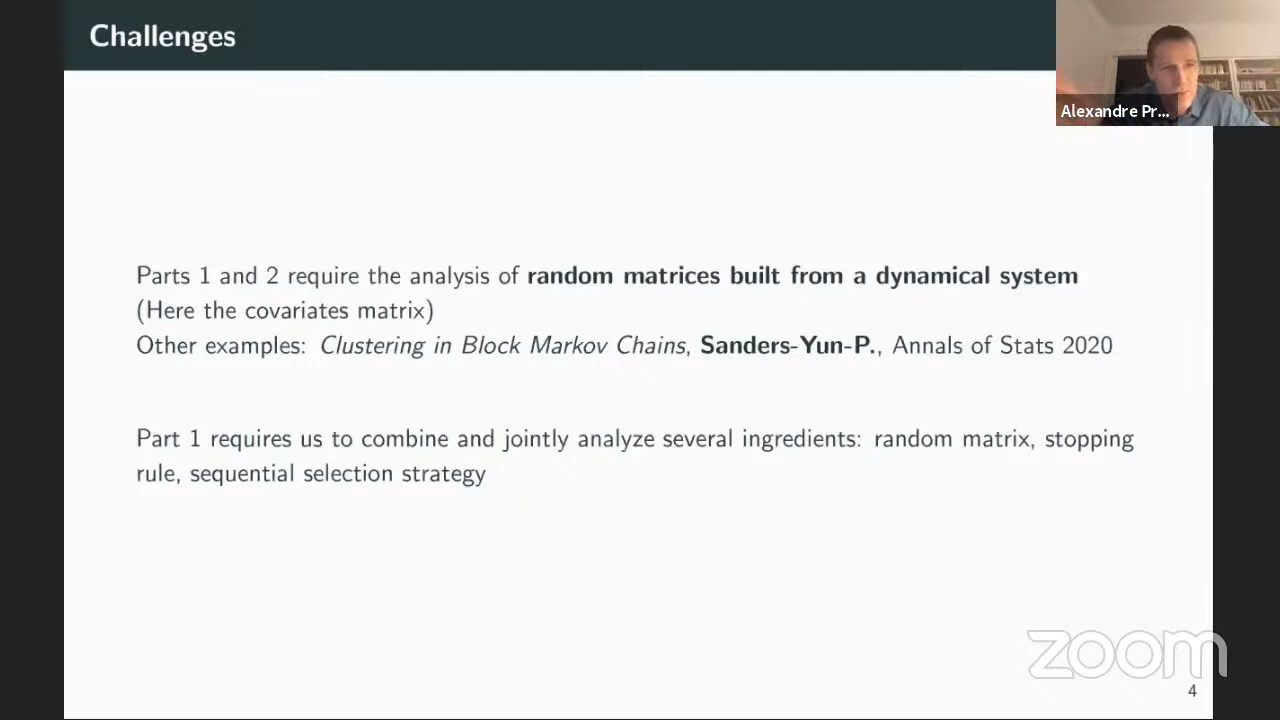 Challenges
Alexandre Pr...
Parts 1 and 2 require the analysis of random matrices built from a dynamical system
(Here the covariates matrix)
Other examples: Clustering in Block Markov Chains, Sanders-Yun-P., Annals of Stats 2020
Part 1 requires us to combine and jointly analyze several ingredients: random matrix, stopping
rule, sequential selection strategy
zoom
4